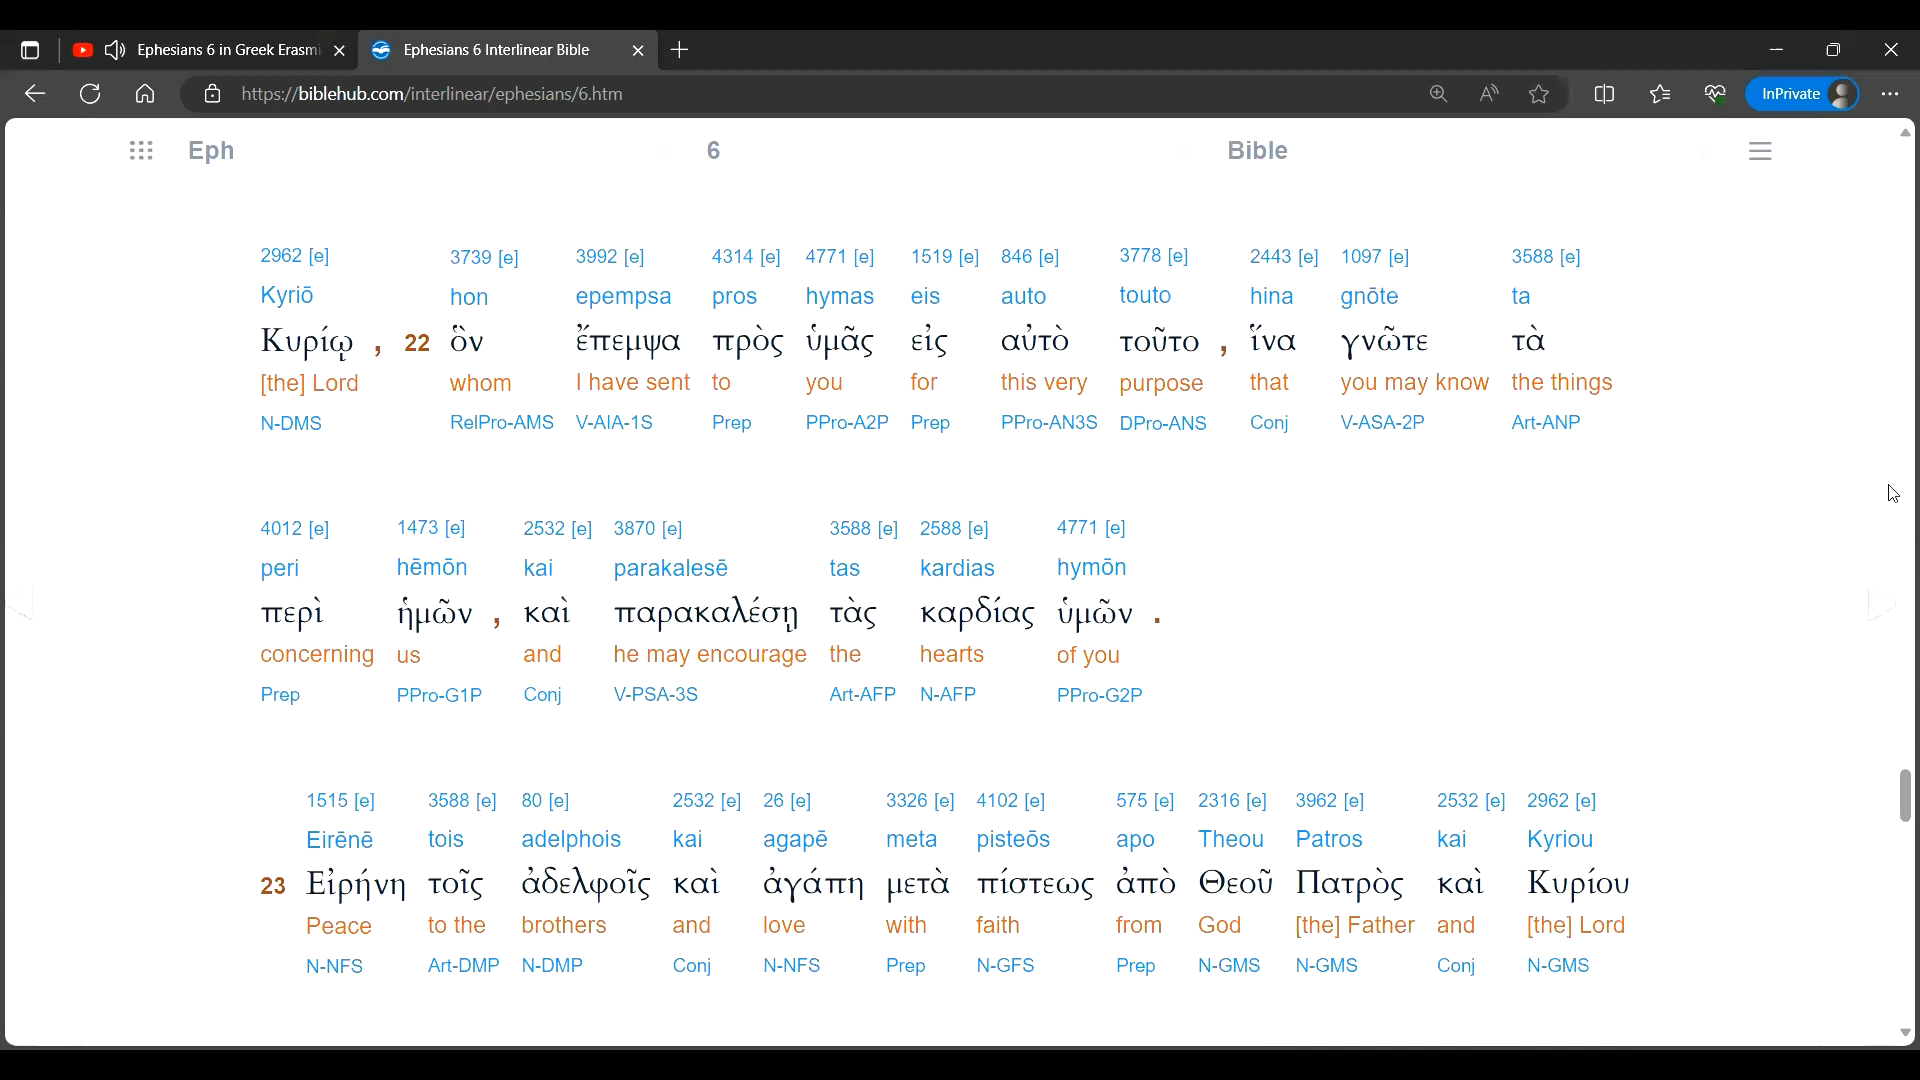 Ephesians 6 in Greek Erasmi
Ephesians 6 Interlinear Bible
https://biblehub.com/interlinear/ephesians/6.htm
InPrivate
Eph 6 Bible
2962 [e] 3739 [e] 3992 [e] 4314 [e] 4771 [e] 1519 [e] 846 [e] 3778 [e] 2443 [e] 1097 [e] 3588 [e]
Kyriō hon epempsa pros hymas eis auto touto hina gnōte ta
Κυρίῳ , 22 ὃν ἔπεμψα πρὸς ὑμᾶς εἰς αὐτὸ τοῦτο , ἵνα γνῶτε τὰ
[the] Lord whom I have sent to you for this very purpose that you may know the things
N-DMS RelPro-AMS V-AIA-1S Prep PPro-A2P Prep PPro-AN3S DPro-ANS Conj V-ASA-2P Art-ANP
4012 [e] 1473 [e] 2532 [e] 3870 [e] 3588 [e] 2588 [e] 4771 [e]
peri hēmōn kai parakalesē tas kardias hymōn
περὶ ἡμῶν , καὶ παρακαλέσῃ τὰς καρδίας ὑμῶν .
concerning us and he may encourage the hearts of you
Prep PPro-G1P Conj V-PSA-3S Art-AFP N-AFP PPro-G2P
1515 [e] 3588 [e] 80 [e] 2532 [e] 26 [e] 3326 [e] 4102 [e] 575 [e] 2316 [e] 3962 [e] 2532 [e] 2962 [e]
Eirēnē tois adelphois kai agapē meta pisteōs apo Theou Patros kai Kyriou
23 Εἰρήνη τοῖς ἀδελφοῖς καὶ ἀγάπη μετὰ πίστεως ἀπὸ Θεοῦ Πατρὸς καὶ Κυρίου
Peace to the brothers and love with faith from God [the] Father and [the] Lord
N-NFS Art-DMP N-DMP Conj N-NFS Prep N-GFS Prep N-GMS N-GMS Conj N-GMS